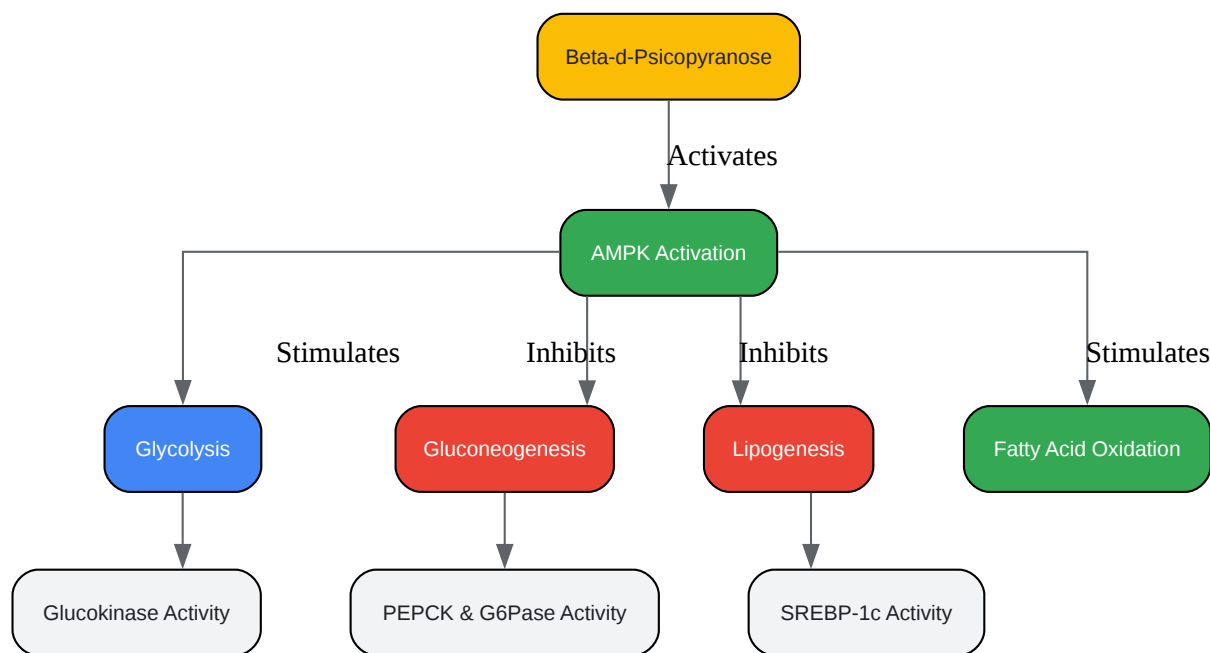 Beta-d-Psicopyranose
Activates
AMPK Activation
Stimulates
Inhibits
Inhibits
Stimulates
Glycolysis
Gluconeogenesis
Lipogenesis
Fatty Acid Oxidation
Glucokinase Activity
PEPCK & G6Pase Activity
SREBP-1c Activity